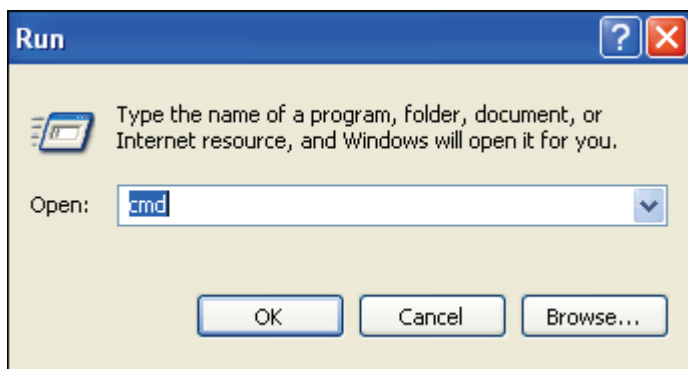 Run
Type the name of a program, folder, document, or
Internet resource, and Windows will open it for you.
Open: cmd
OK Cancel Browse...